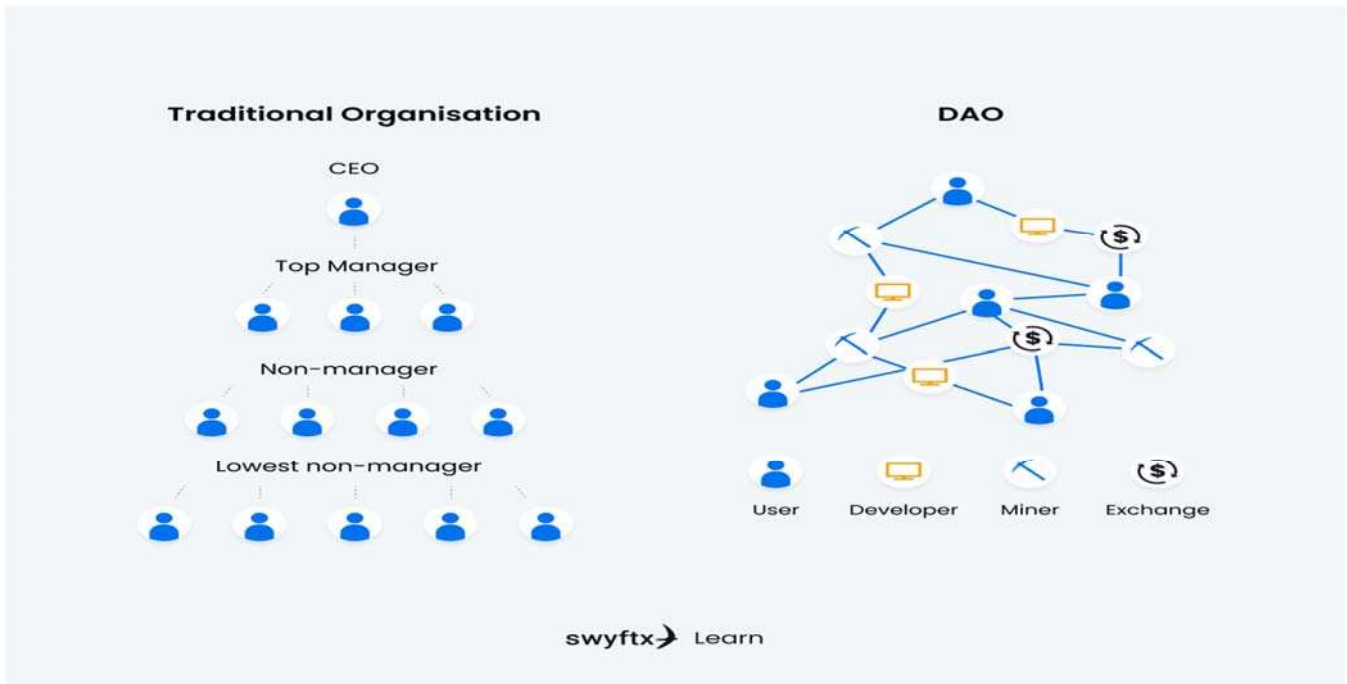 Traditional Organisation
DAO
CEO
Top Manager
Non-manager
Lowest non-manager
User
Developer
Miner
Exchange
swyftx Learn